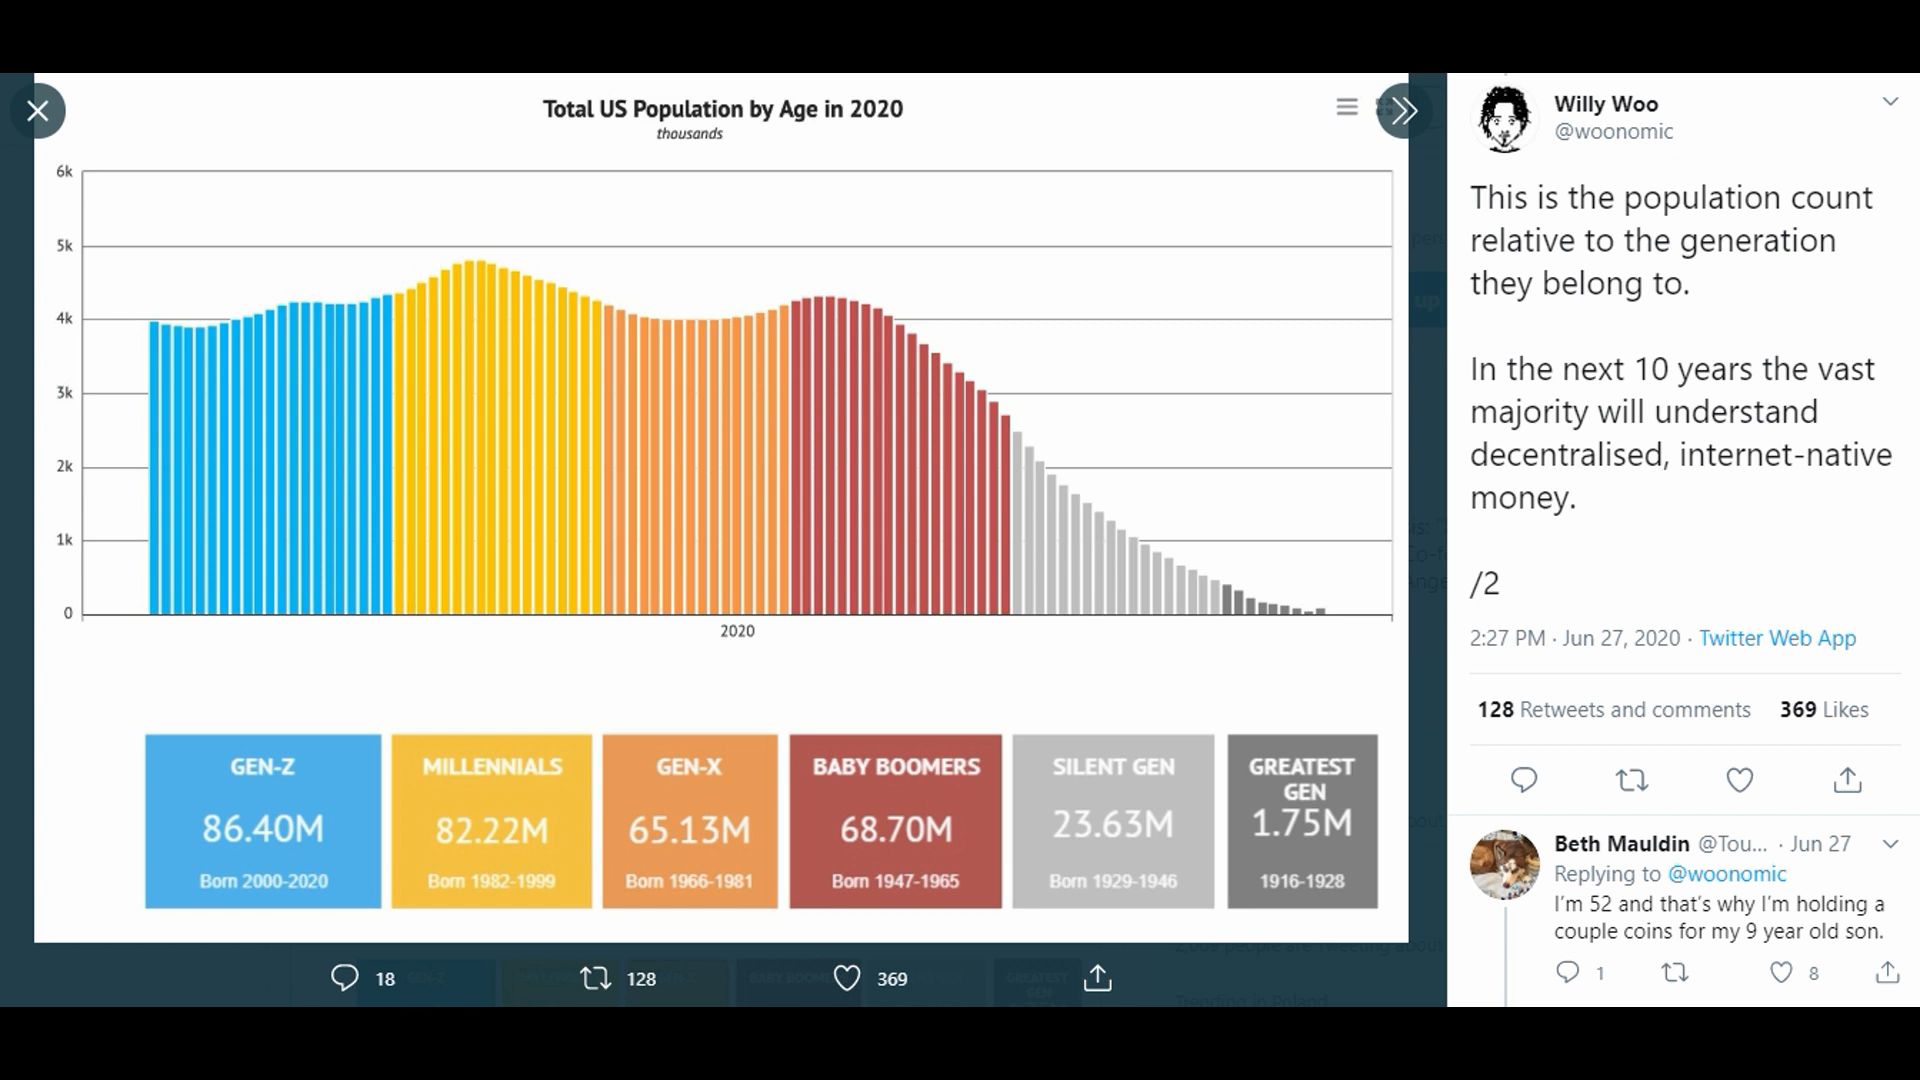 Total US Population by Age in 2020
thousands
6k
5k
4k
3k
2k
1k
0
2020
GEN-Z
86.40M
Born 2000-2020
MILLENNIALS
82.22M
Born 1982-1999
GEN-X
65.13M
Born 1966-1981
BABY BOOMERS
68.70M
Born 1947-1965
SILENT GEN
23.63M
Born 1929-1946
GREATEST
GEN
1.75M
1916-1928
18
128
369
Willy Woo
@woonomic
This is the population count
relative to the generation
they belong to.
In the next 10 years the vast
majority will understand
decentralised, internet-native
money.
/2
2:27 PM · Jun 27, 2020 · Twitter Web App
128 Retweets and comments 369 Likes
Beth Mauldin @Tou... · Jun 27
Replying to @woonomic
I'm 52 and that's why I'm holding a
couple coins for my 9 year old son.
1
8
Trending in Poland